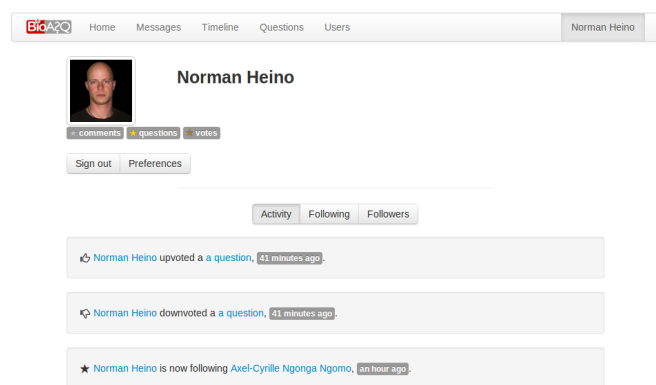 BioASQ Home Messages Timeline Questions Users Norman Heino
Norman Heino
comments questions votes
Sign out Preferences
Activity Following Followers
Norman Heino upvoted a a question, 41 minutes ago.
Norman Heino downvoted a a question, 41 minutes ago.
Norman Heino is now following Axel-Cyrille Ngonga Ngomo, an hour ago.